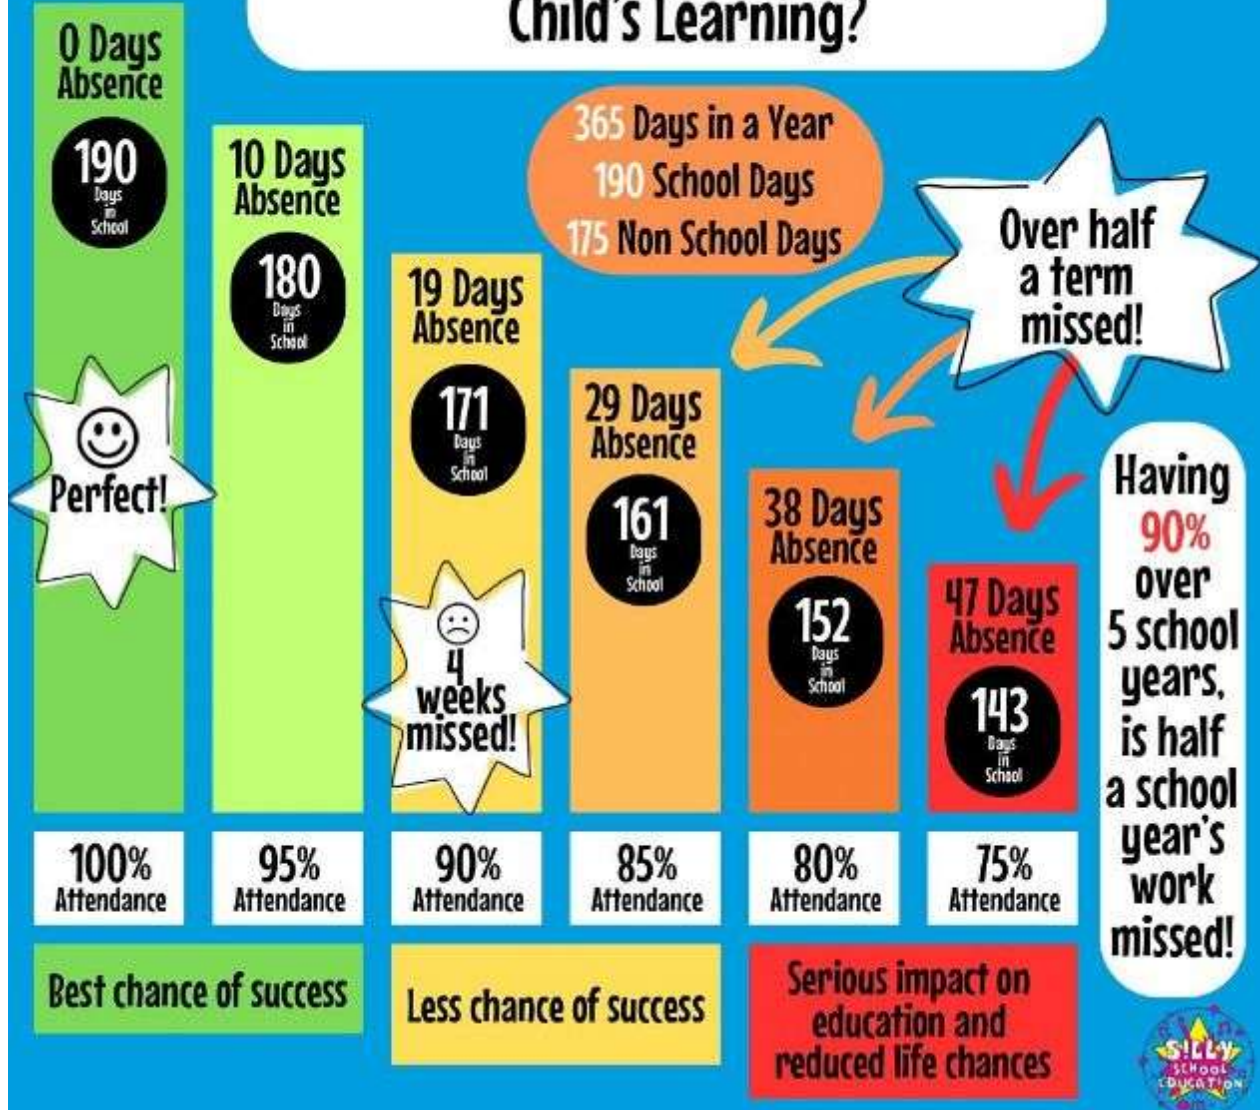 Child's Learning?
0 Days
Absence
190
Days
in
School
Perfect!
10 Days
Absence
180
Days
in
School
19 Days
Absence
171
Days
in
School
4
weeks
missed!
365 Days in a Year
190 School Days
175 Non School Days
29 Days
Absence
161
Days
in
School
Over half
a term
missed!
38 Days
Absence
152
Days
in
School
47 Days
Absence
143
Days
in
School
Having
90%
over
5 school
years,
is half
a school
year's
work
missed!
100%
Attendance
95%
Attendance
90%
Attendance
85%
Attendance
80%
Attendance
75%
Attendance
Best chance of success
Less chance of success
Serious impact on
education and
reduced life chances
S!LLY
SCHOOL
EDUCATION